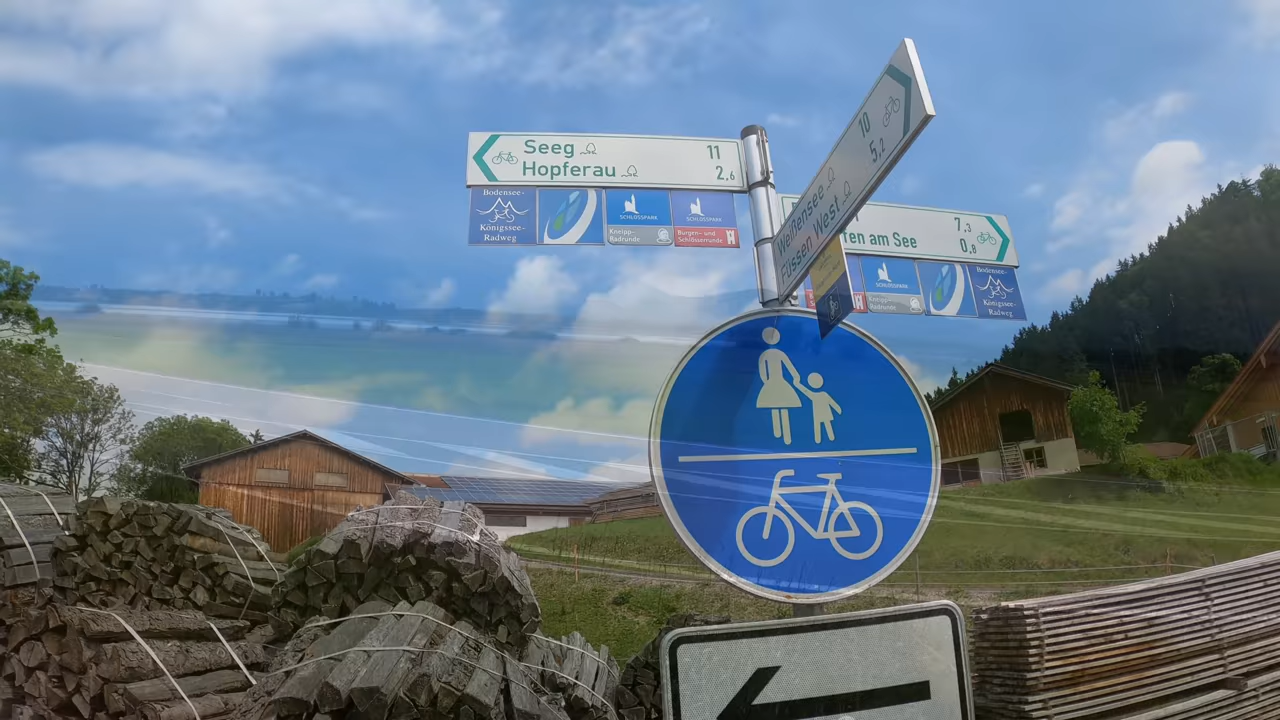 Seeg 11
Hopferau 2,6
Bodensee-
Königssee-
Radweg
SCHLOSSPARK
Kneipp-
Radrunde
SCHLOSSPARK
Burgen- und
Schlösserrunde
Weißensee 10
Füssen West 5,2
7,3
fen am See 0,8
SCHLOSSPARK
Kneipp-
Radrunde
Bodensee-
Königssee-
Radweg